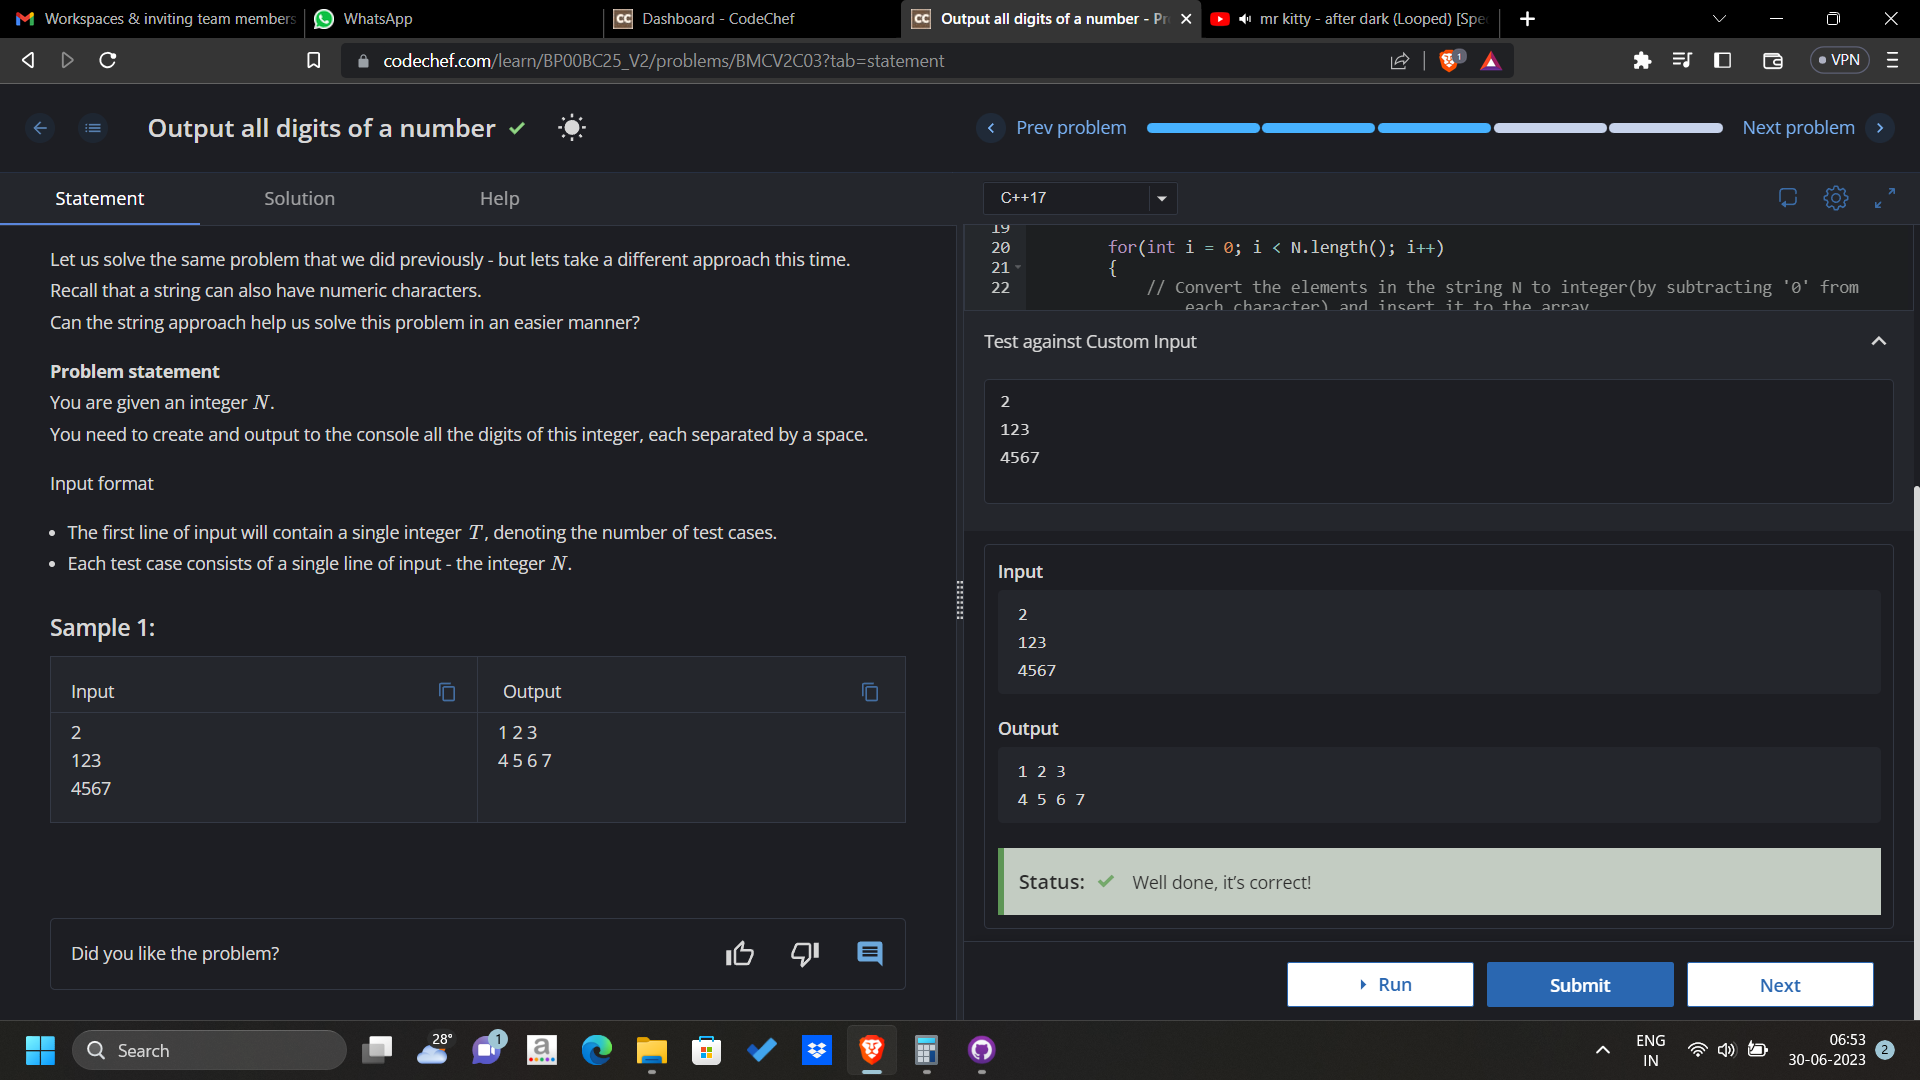 Workspaces & inviting team members
WhatsApp
CC Dashboard - CodeChef
CC Output all digits of a number - Pr
mr kitty - after dark (Looped) [Spe
codechef.com/learn/BP00BC25_V2/problems/BMCV2C03?tab=statement
1
VPN
Output all digits of a number
Prev problem
Next problem
Statement
Solution
Help
Let us solve the same problem that we did previously - but lets take a different approach this time.
Recall that a string can also have numeric characters.
Can the string approach help us solve this problem in an easier manner?
Problem statement
You are given an integer N.
You need to create and output to the console all the digits of this integer, each separated by a space.
Input format
• The first line of input will contain a single integer T, denoting the number of test cases.
• Each test case consists of a single line of input - the integer N.
Sample 1:
Input
Output
2
123
4567
1 2 3
4 5 6 7
Did you like the problem?
C++17
19
20 for(int i = 0; i < N.length(); i++)
21 {
22 // Convert the elements in the string N to integer(by subtracting '0' from
each character) and insert it to the array
Test against Custom Input
2
123
4567
Input
2
123
4567
Output
1 2 3
4 5 6 7
Status: Well done, it's correct!
Run
Submit
Next
Search
28°
1
a
ENG
IN
06:53
30-06-2023
2